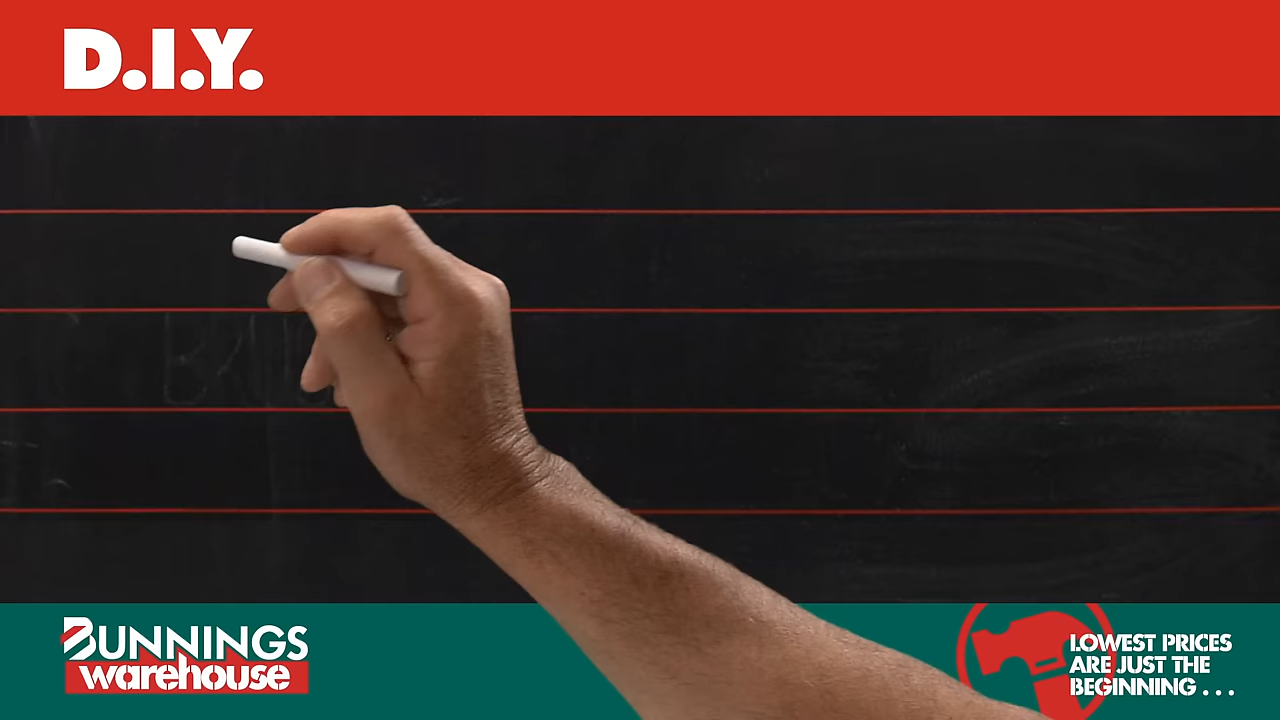 D.I.Y.
BUNNINGS
warehouse
LOWEST PRICES
ARE JUST THE
BEGINNING...